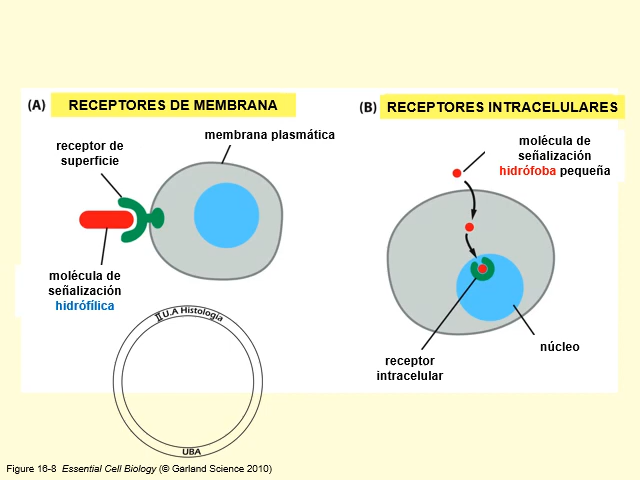 (A) RECEPTORES DE MEMBRANA
receptor de
superficie
membrana plasmática
molécula de
señalización
hidrófílica
(B) RECEPTORES INTRACELULARES
molécula de
señalización
hidrófoba pequeña
núcleo
receptor
intracelular
II U.A Histología
UBA
Figure 16-8 Essential Cell Biology (© Garland Science 2010)